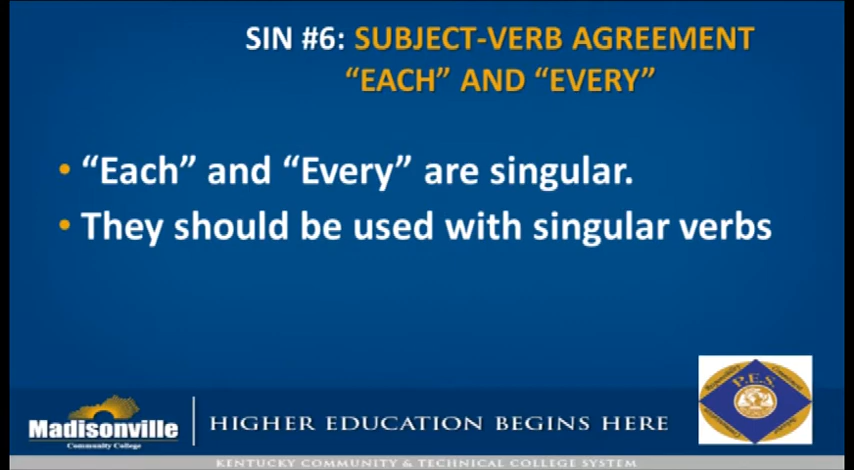 SIN #6: SUBJECT-VERB AGREEMENT
“EACH” AND “EVERY”
• “Each” and “Every” are singular.
• They should be used with singular verbs
P.E.S.
Madisonville
Community College
HIGHER EDUCATION BEGINS HERE
KENTUCKY COMMUNITY & TECHNICAL COLLEGE SYSTEM